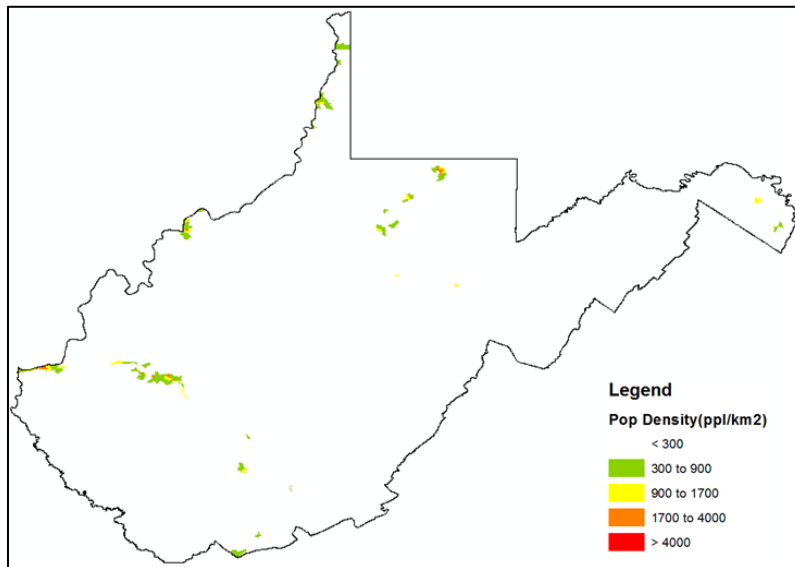 Legend
Pop Density(ppl/km2)
< 300
300 to 900
900 to 1700
1700 to 4000
> 4000